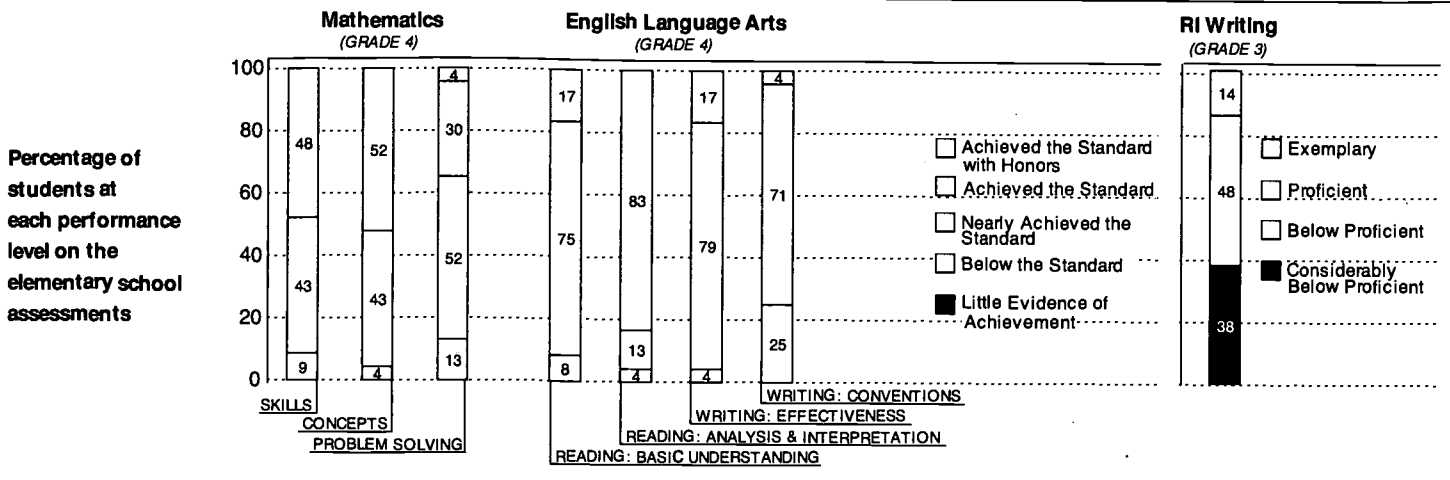 Mathematics
(GRADE 4)
English Language Arts
(GRADE 4)
RI Writing
(GRADE 3)
Percentage of
students at
each performance
level on the
elementary school
assessments
100
80
60
40
20
0
48
43
9
52
43
4
4
30
52
13
17
75
8
83
13
4
17
79
4
4
71
25
Achieved the Standard
with Honors
Achieved the Standard
Nearly Achieved the
Standard
Below the Standard
Little Evidence of
Achievement
14
48
38
Exemplary
Proficient
Below Proficient
Considerably
Below Proficient
SKILLS
CONCEPTS
PROBLEM SOLVING
WRITING: CONVENTIONS
WRITING: EFFECTIVENESS
READING: ANALYSIS & INTERPRETATION
READING: BASIC UNDERSTANDING